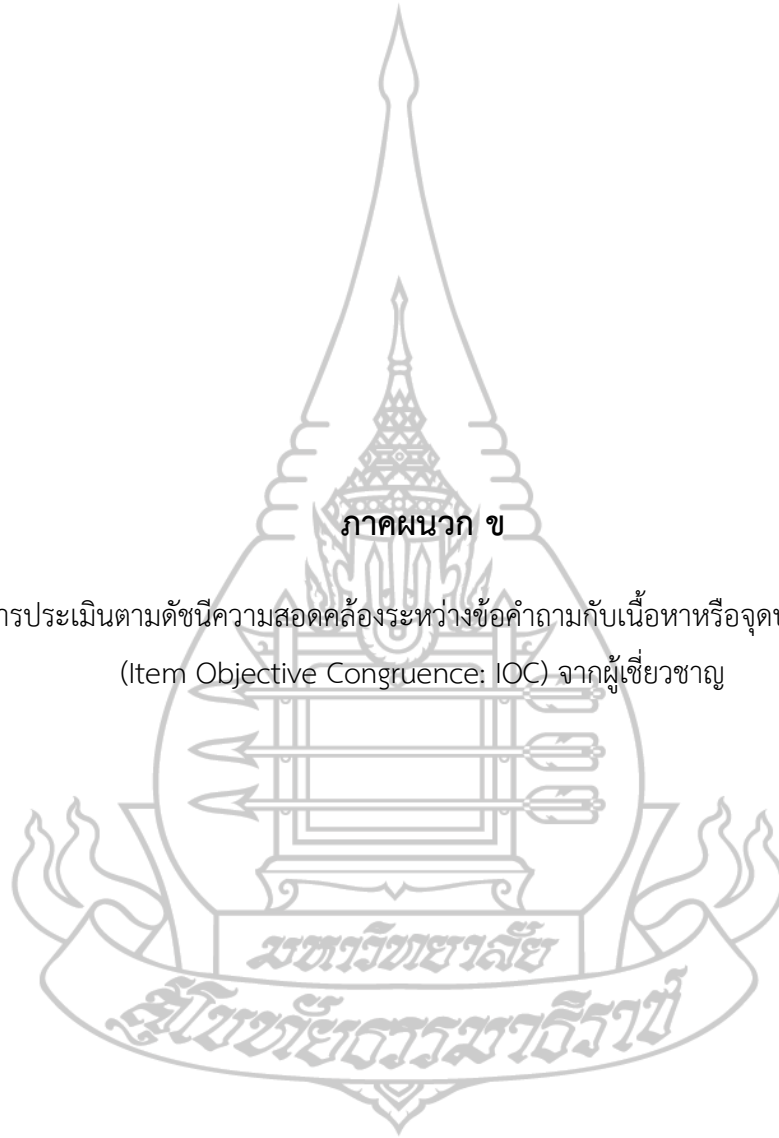 ภาคผนวก ข
ารประเมินตามดัชนีความสอดคล้องระหว่างข้อคำถามกับเนื้อหาหรือจุด
(Item Objective Congruence: IOC) จากผู้เชี่ยวชาญ
มหาวิทยาลัย
สุโขทัยธรรมาธิราช